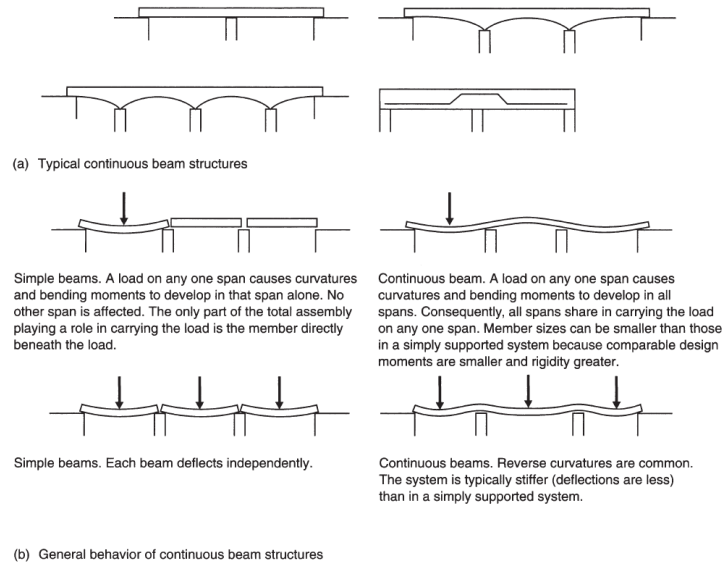 (a) Typical continuous beam structures
Simple beams. A load on any one span causes curvatures
and bending moments to develop in that span alone. No
other span is affected. The only part of the total assembly
playing a role in carrying the load is the member directly
beneath the load.
Continuous beam. A load on any one span causes
curvatures and bending moments to develop in all
spans. Consequently, all spans share in carrying the load
on any one span. Member sizes can be smaller than those
in a simply supported system because comparable design
moments are smaller and rigidity greater.
Simple beams. Each beam deflects independently.
Continuous beams. Reverse curvatures are common.
The system is typically stiffer (deflections are less)
than in a simply supported system.
(b) General behavior of continuous beam structures